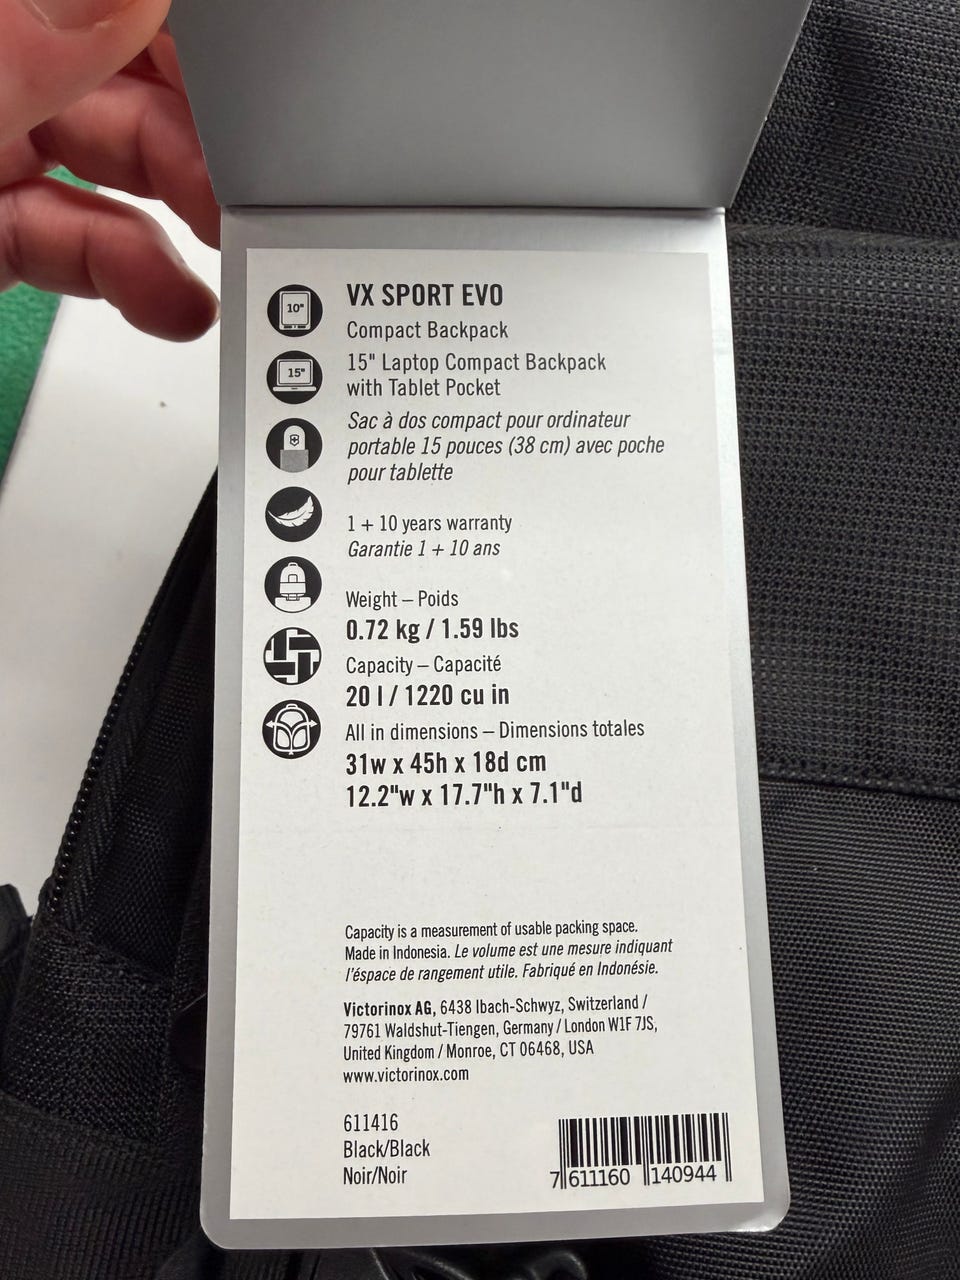 10"
VX SPORT EVO
Compact Backpack
15"
15" Laptop Compact Backpack
with Tablet Pocket
Sac à dos compact pour ordinateur
portable 15 pouces (38 cm) avec poche
pour tablette
1 + 10 years warranty
Garantie 1 + 10 ans
Weight – Poids
0.72 kg / 1.59 lbs
Capacity – Capacité
20 l / 1220 cu in
All in dimensions – Dimensions totales
31w x 45h x 18d cm
12.2"w x 17.7"h x 7.1"d
Capacity is a measurement of usable packing space.
Made in Indonesia. Le volume est une mesure indiquant
l'éspace de rangement utile. Fabriqué en Indonésie.
Victorinox AG, 6438 Ibach-Schwyz, Switzerland /
79761 Waldshut-Tiengen, Germany / London W1F 7JS,
United Kingdom / Monroe, CT 06468, USA
www.victorinox.com
611416
Black/Black
Noir/Noir
7 611160 140944